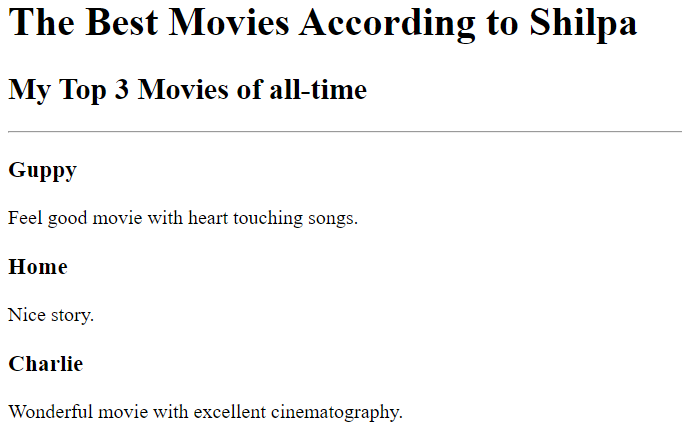 The Best Movies According to Shilpa
My Top 3 Movies of all-time
Guppy
Feel good movie with heart touching songs.
Home
Nice story.
Charlie
Wonderful movie with excellent cinematography.